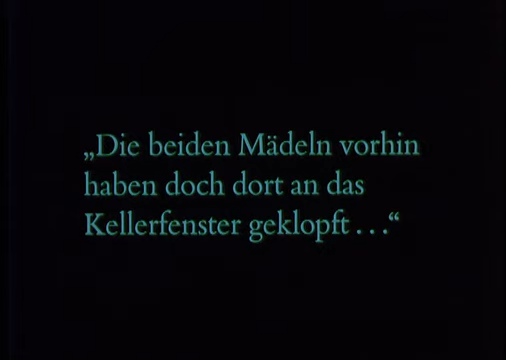 „Die beiden Mädeln vorhin
haben doch dort an das
Kellerfenster geklopft . . .“